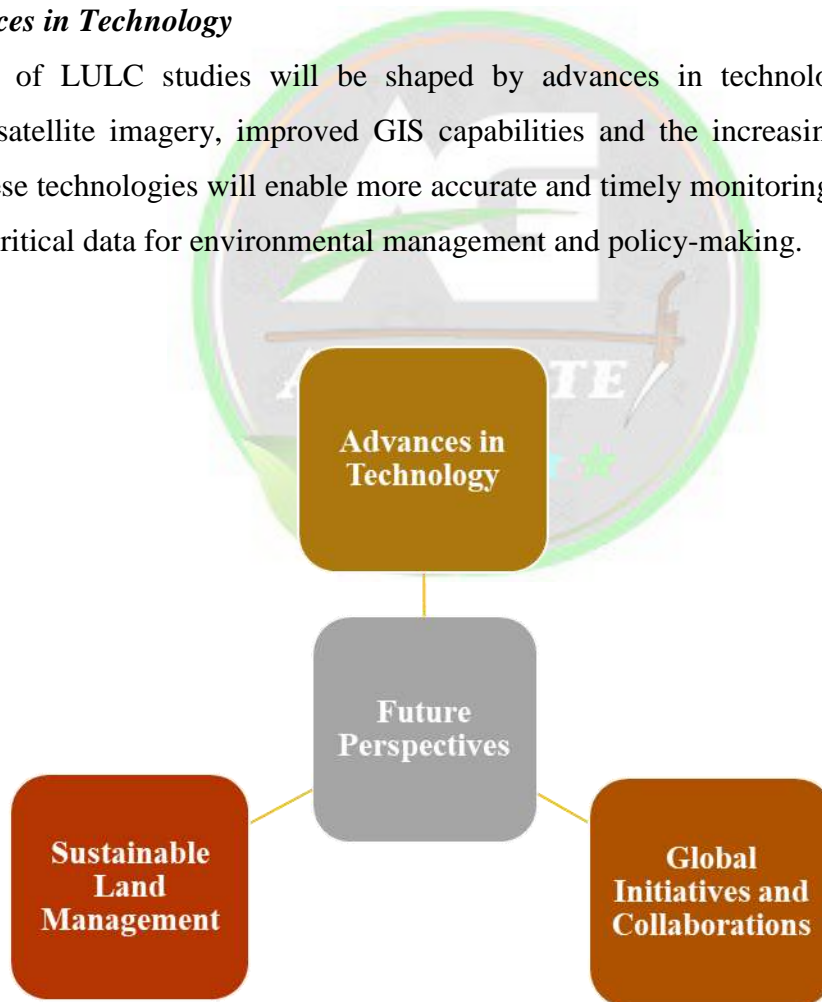 ces in Technology
of LULC studies will be shaped by advances in technolo
satellite imagery, improved GIS capabilities and the increasin
ese technologies will enable more accurate and timely monitoring
ritical data for environmental management and policy-making.
TE
Advances in
Technology
Future
Perspectives
Sustainable
Land
Management
Global
Initiatives and
Collaborations